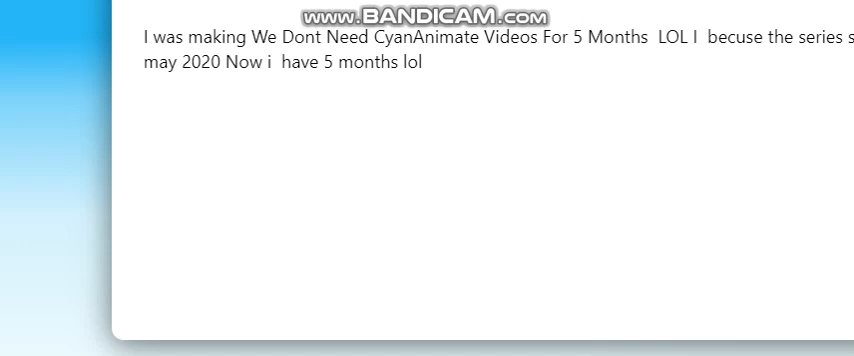 www.BANDICAM.com
I was making We Dont Need CyanAnimate Videos For 5 Months  LOL I  becuse the series s
may 2020 Now i  have 5 months lol